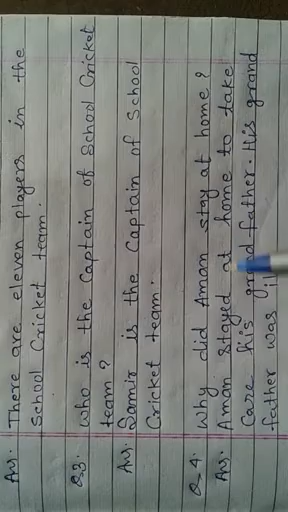 Ans. There are eleven players in the
School Cricket team.
Q.3. who is the Captain of School Cricket
team?
Ans. Samir is the Captain of School
Cricket team.
Q.4. Why did Aman stay at home?
Ans. Aman stayed at home to take
Care his grand father. His grand
father was il